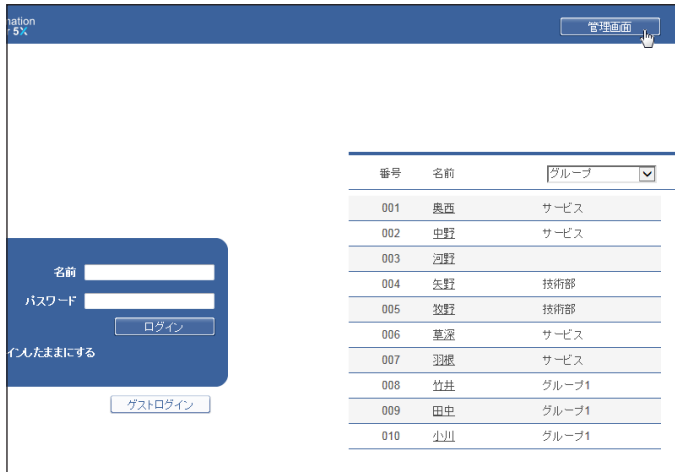 mation
r 5X
管理画面
番号 名前 グループ
001 奥西 サービス
002 中野 サービス
003 河野
004 矢野 技術部
005 牧野 技術部
006 草深 サービス
007 羽根 サービス
008 竹井 グループ1
009 田中 グループ1
010 小川 グループ1
名前
パスワード
ログイン
インしたままにする
ゲストログイン